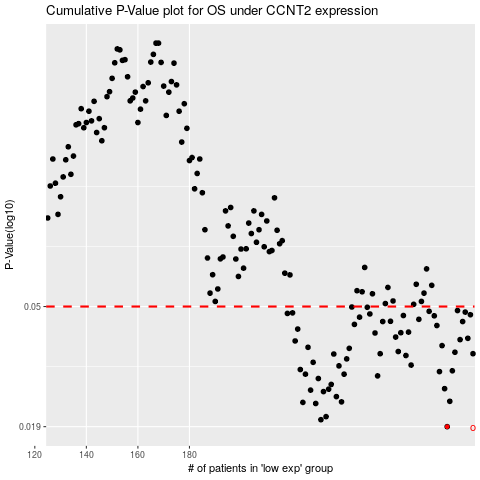 Cumulative P-Value plot for OS under CCNT2 expression
P-Value(log10)
0.05
0.019
120 140 160 180
# of patients in 'low exp' group